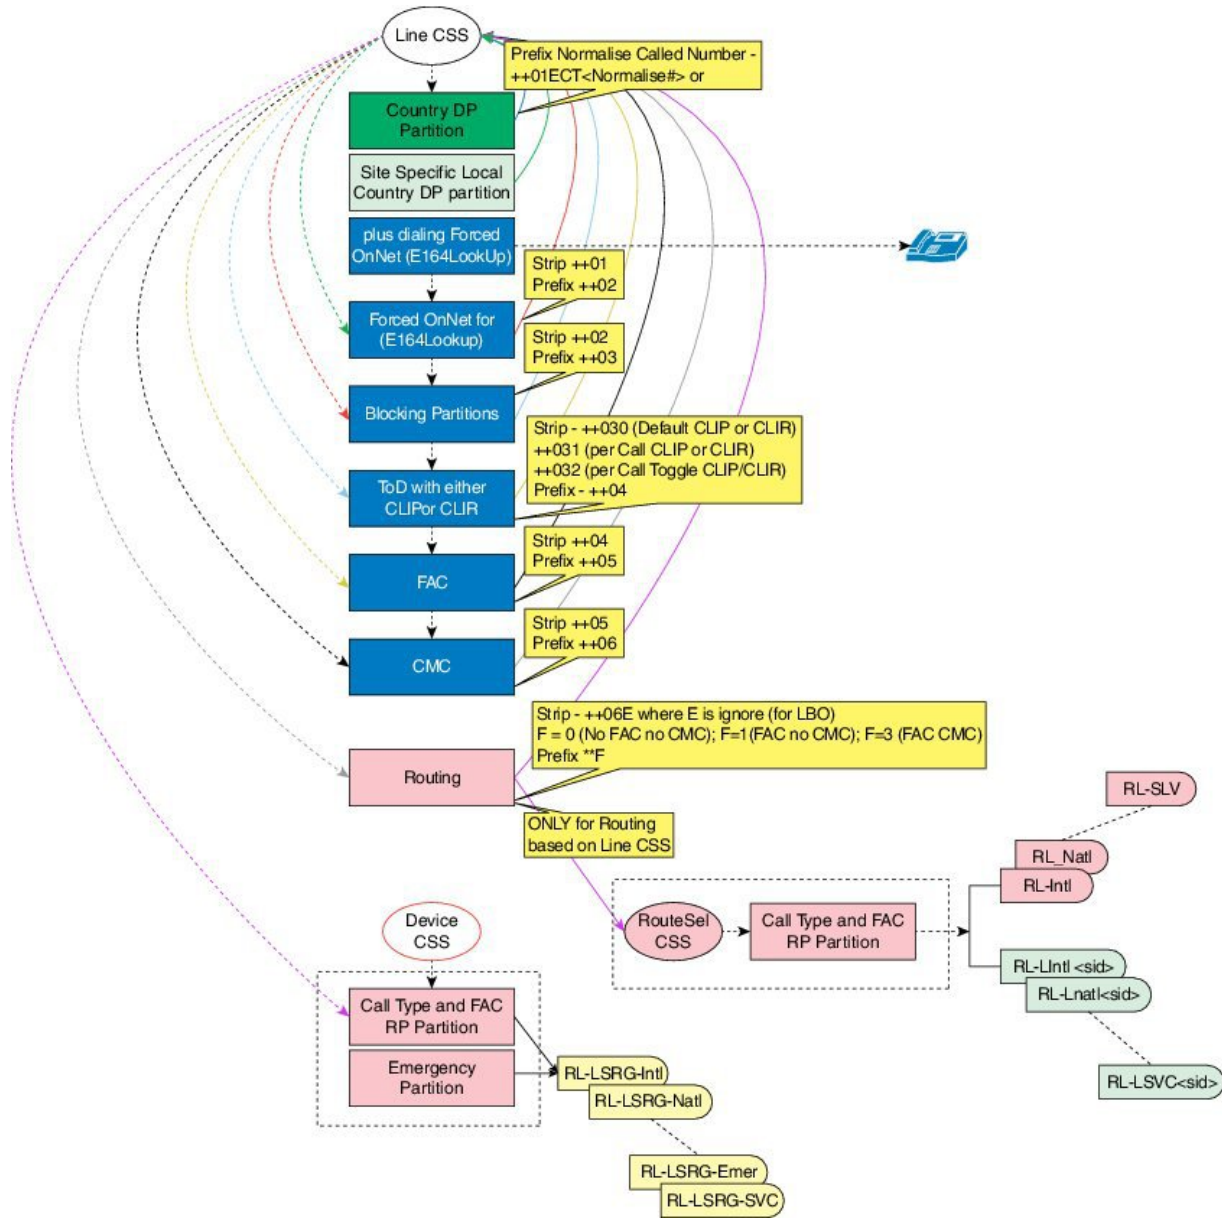 Line CSS
Prefix Normalise Called Number -
++01ECT<Normalise#> or
Country DP
Partition
Site Specific Local
Country DP partition
plus dialing Forced
OnNet (E164LookUp)
Strip ++01
Prefix ++02
Forced OnNet for
(E164Lookup)
Strip ++02
Prefix ++03
Blocking Partitions
Strip - ++030 (Default CLIP or CLIR)
++031 (per Call CLIP or CLIR)
++032 (per Call Toggle CLIP/CLIR)
Prefix - ++04
ToD with either
CLIPor CLIR
Strip ++04
Prefix ++05
FAC
Strip ++05
Prefix ++06
CMC
Strip - ++06E where E is ignore (for LBO)
F = 0 (No FAC no CMC); F=1(FAC no CMC); F=3 (FAC CMC)
Prefix **F
Routing
ONLY for Routing
based on Line CSS
RL-SLV
RL_Natl
RL-Intl
RouteSel
CSS
Call Type and FAC
RP Partition
RL-LIntl <sid>
RL-Lnatl<sid>
RL-LSVC<sid>
Device
CSS
Call Type and FAC
RP Partition
Emergency
Partition
RL-LSRG-Intl
RL-LSRG-Natl
RL-LSRG-Emer
RL-LSRG-SVC